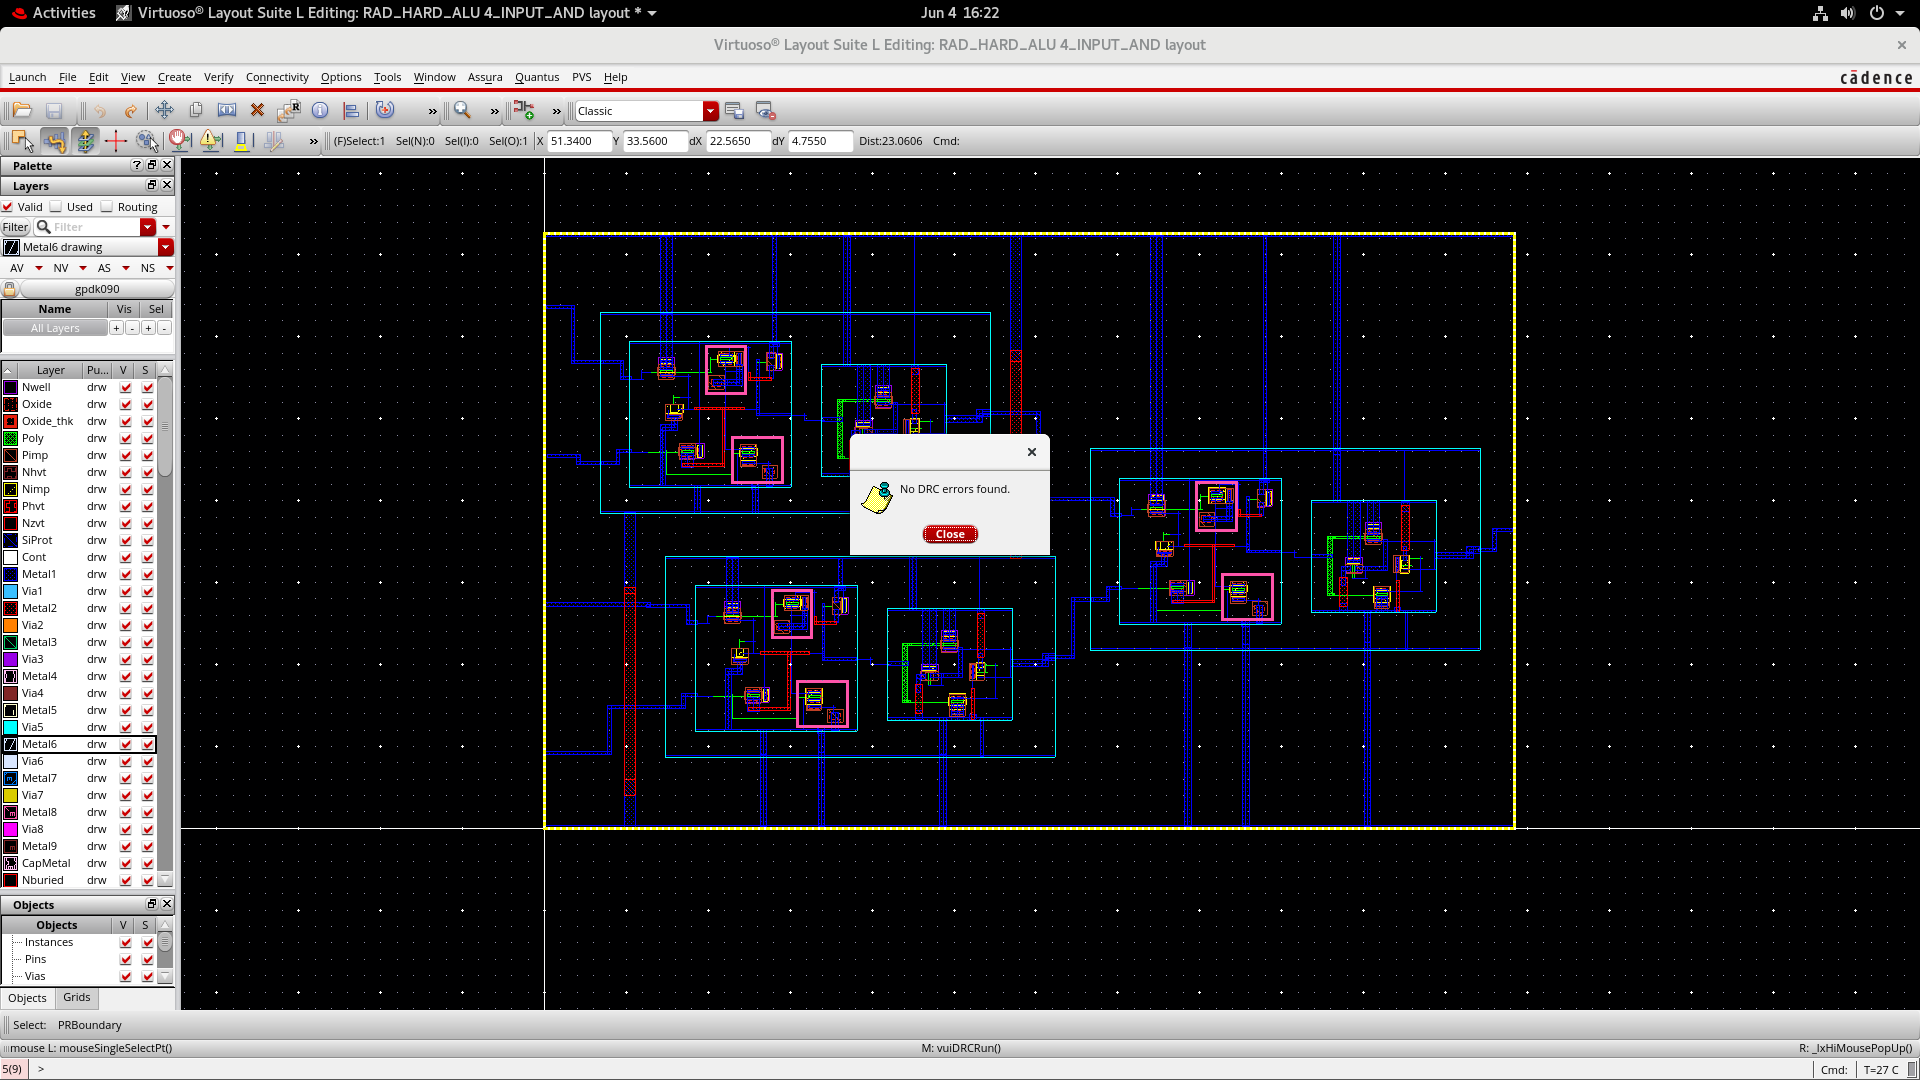 Activities
Virtuoso® Layout Suite L Editing: RAD_HARD_ALU 4_INPUT_AND layout *
Jun 4 16:22
Virtuoso® Layout Suite L Editing: RAD_HARD_ALU 4_INPUT_AND layout
Launch File Edit View Create Verify Connectivity Options Tools Window Assura Quantus PVS Help
cādence
Classic
(F)Select:1 Sel(N):0 Sel(I):0 Sel(O):1 X 51.3400 Y 33.5600 dX 22.5650 dY 4.7550 Dist:23.0606 Cmd:
Palette
Layers
Valid Used Routing
Filter Filter
Metal6 drawing
AV NV AS NS
gpdk090
Name Vis Sel
All Layers + - + -
Layer Pu... V S
Nwell drw
Oxide drw
Oxide_thk drw
Poly drw
Pimp drw
Nhvt drw
Nimp drw
Phvt drw
Nzvt drw
SiProt drw
Cont drw
Metal1 drw
Via1 drw
Metal2 drw
Via2 drw
Metal3 drw
Via3 drw
Metal4 drw
Via4 drw
Metal5 drw
Via5 drw
Metal6 drw
Via6 drw
Metal7 drw
Via7 drw
Metal8 drw
Via8 drw
Metal9 drw
CapMetal drw
Nburied drw
No DRC errors found.
Close
Objects
Objects V S
Instances
Pins
Vias
Objects Grids
Select: PRBoundary
mouse L: mouseSingleSelectPt() M: vuiDRCRun() R: _lxHiMousePopUp()
5(9) > Cmd: T=27 C